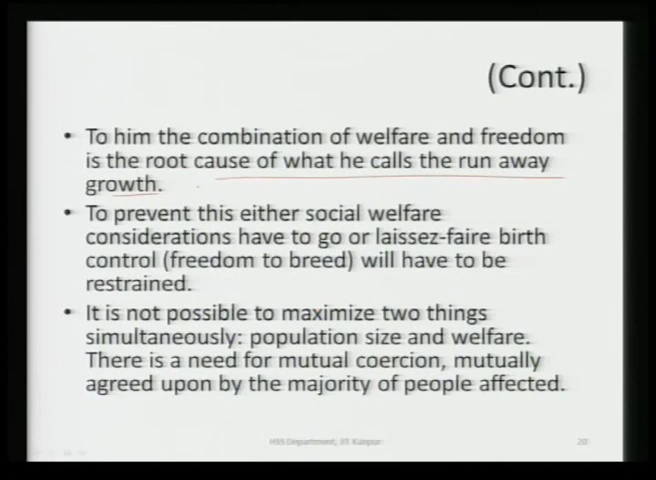 (Cont.)
• To him the combination of welfare and freedom
is the root cause of what he calls the run away
growth.
• To prevent this either social welfare
considerations have to go or laissez-faire birth
control (freedom to breed) will have to be
restrained.
• It is not possible to maximize two things
simultaneously: population size and welfare.
There is a need for mutual coercion, mutually
agreed upon by the majority of people affected.
HSS Department, IIT Kanpur
20